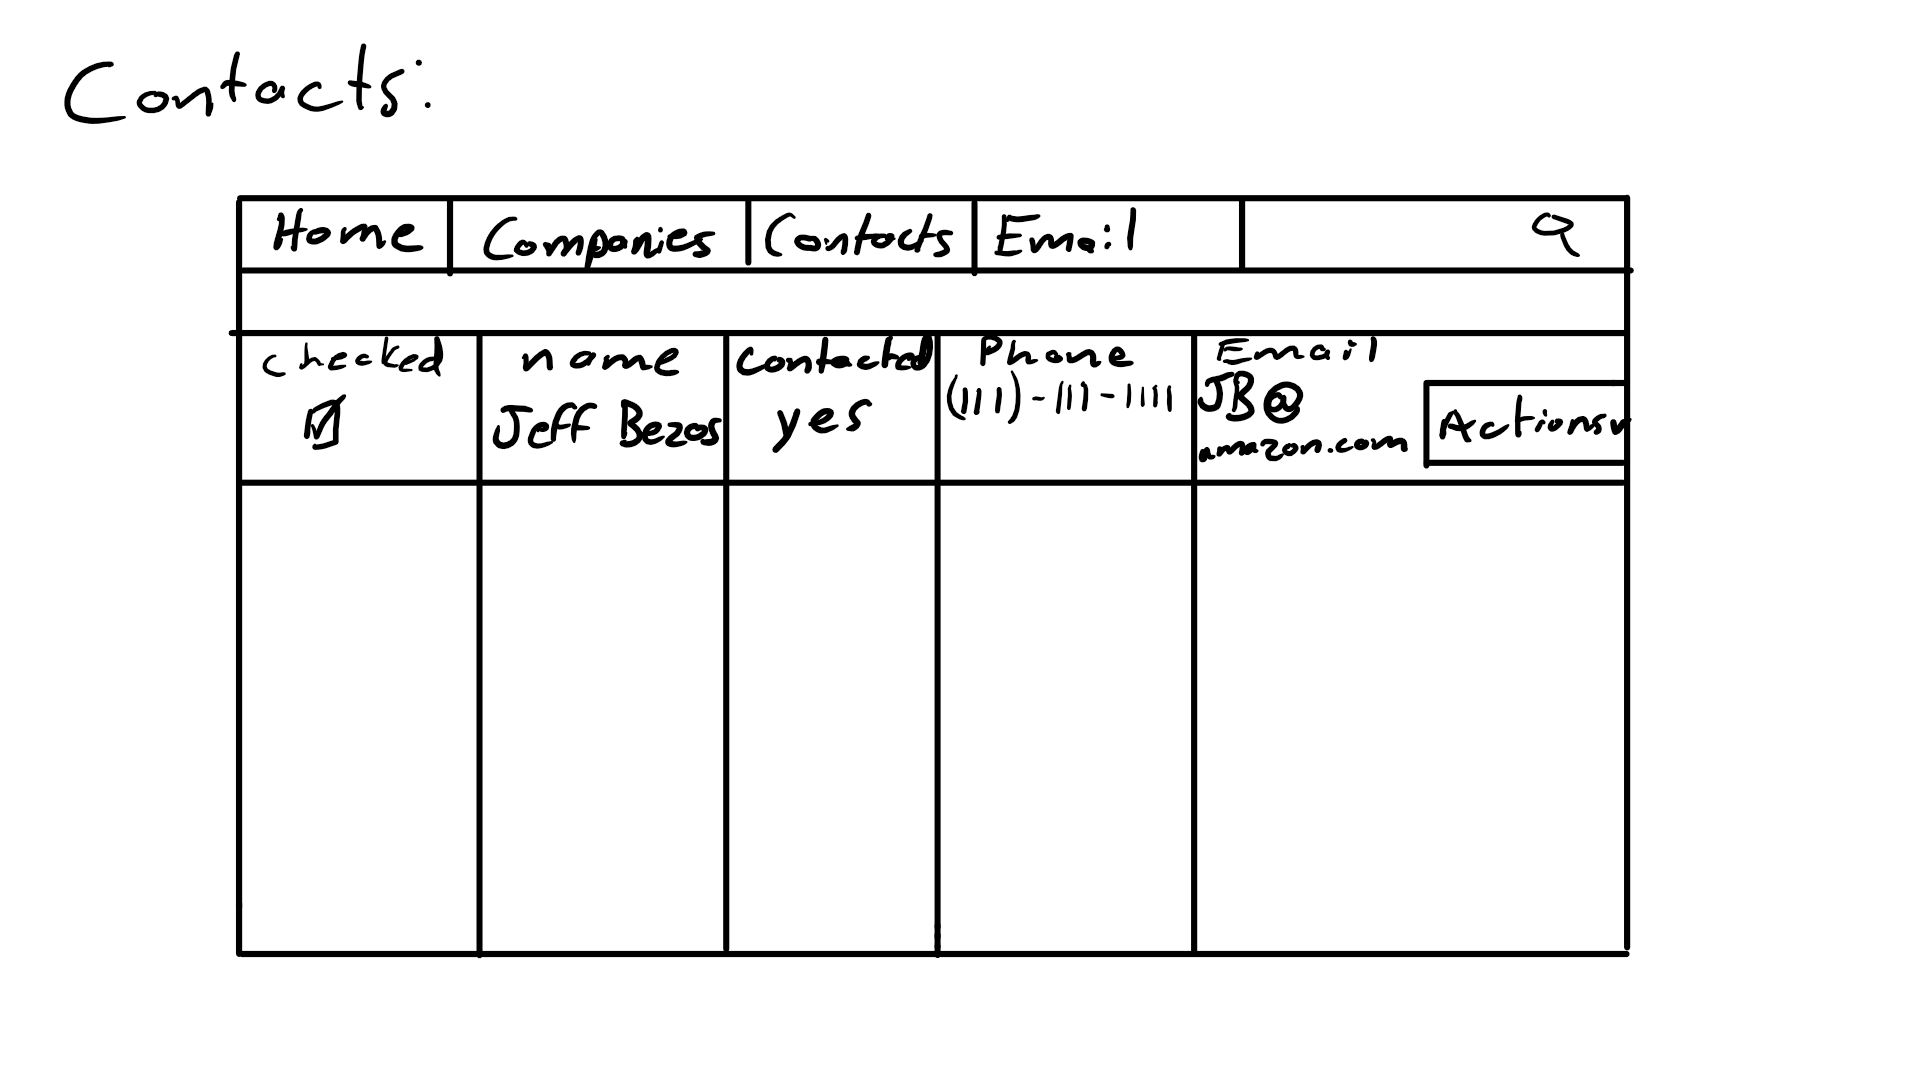 Contacts:
Home Companies Contacts Email
checked name contacted Phone Email
Jeff Bezos yes (111)-111-1111 JB@
amazon.com Actions